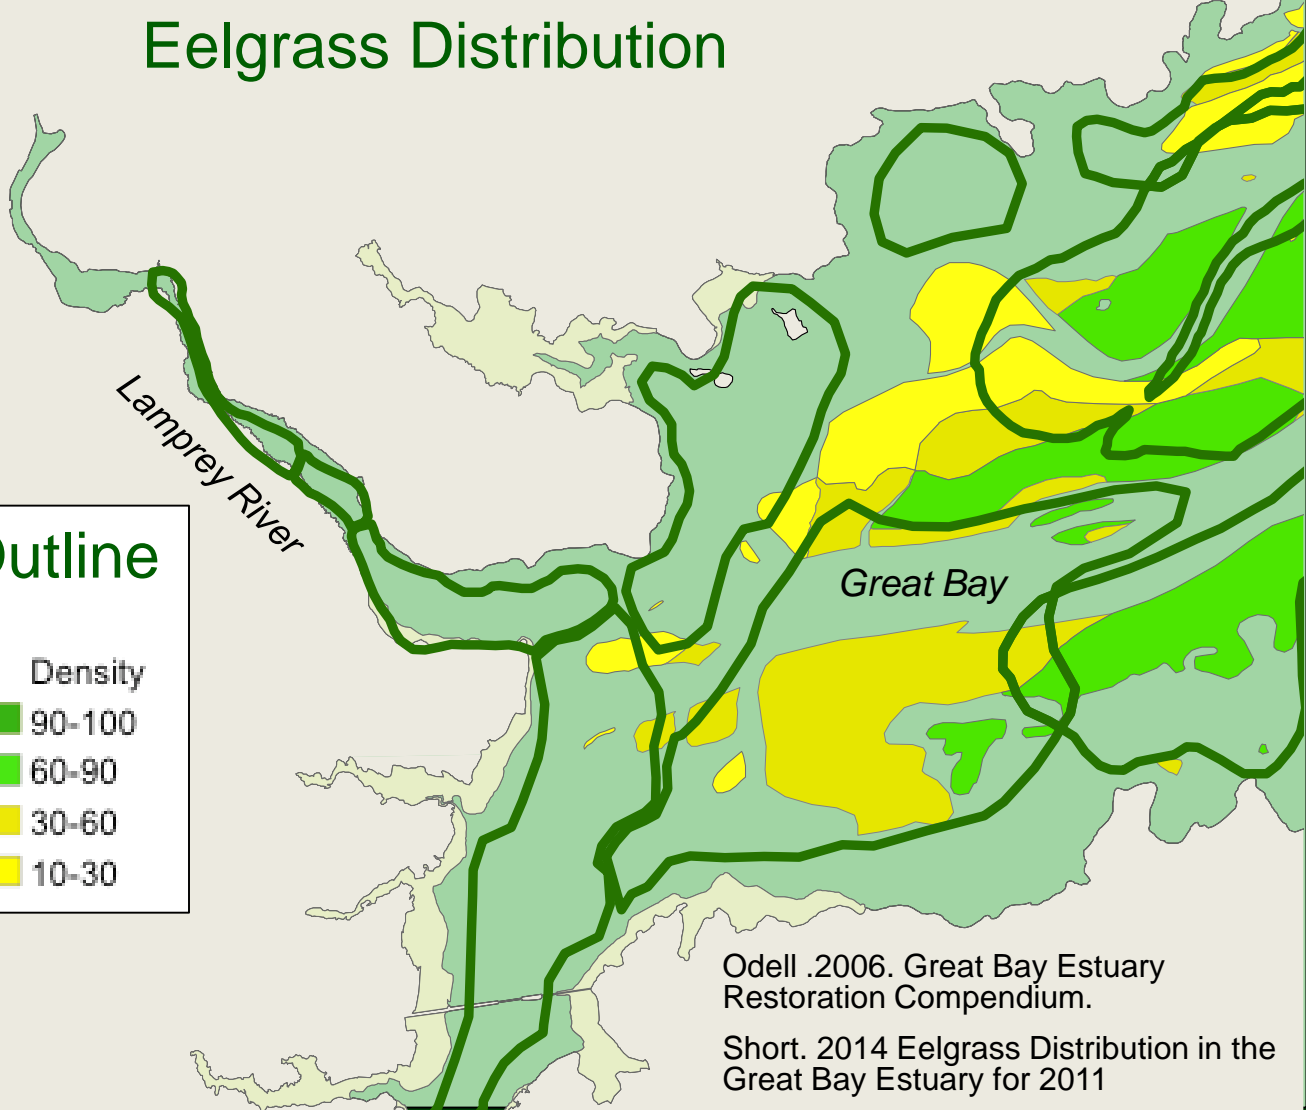 Eelgrass Distribution
Lamprey River
Outline
Density
90-100
60-90
30-60
10-30
Great Bay
Odell .2006. Great Bay Estuary
Restoration Compendium.
Short. 2014 Eelgrass Distribution in the
Great Bay Estuary for 2011